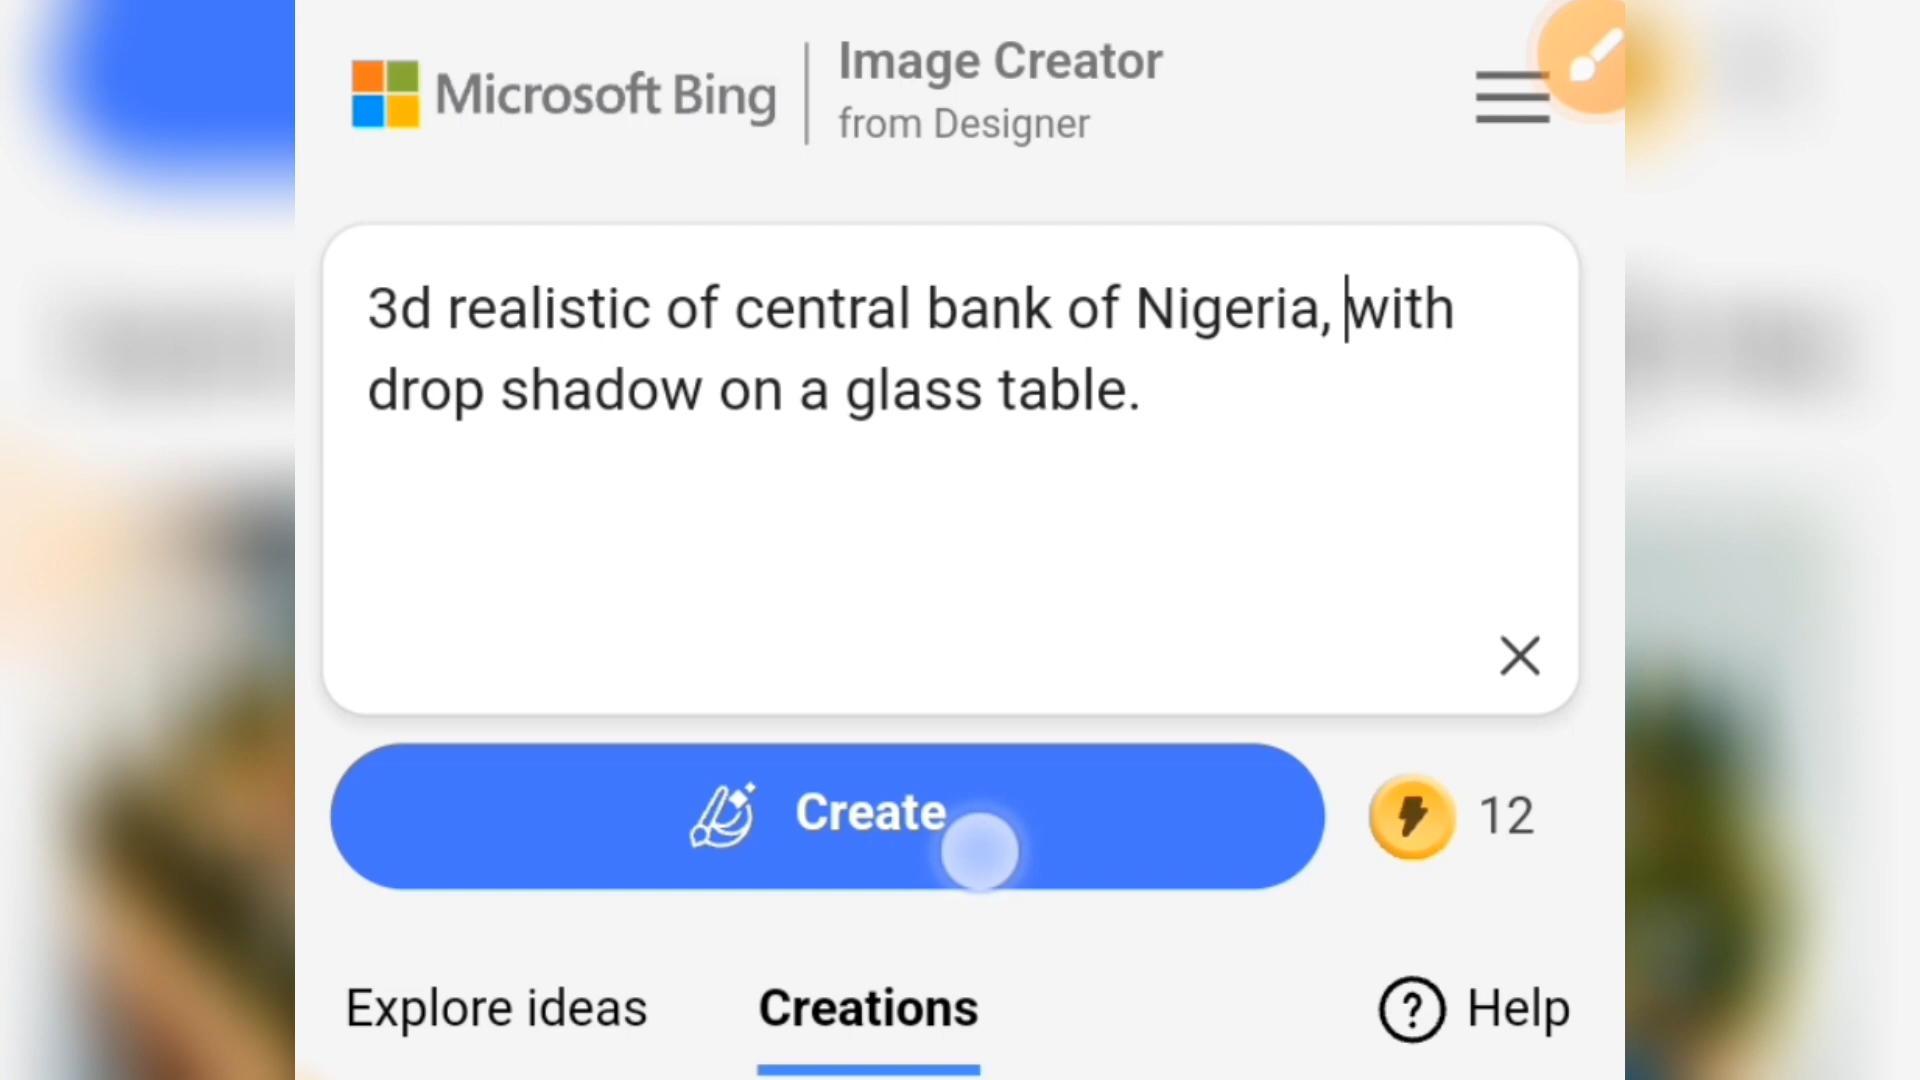 Microsoft Bing
Image Creator
from Designer
3d realistic of central bank of Nigeria, with
drop shadow on a glass table.
Create
12
Explore ideas
Creations
? Help